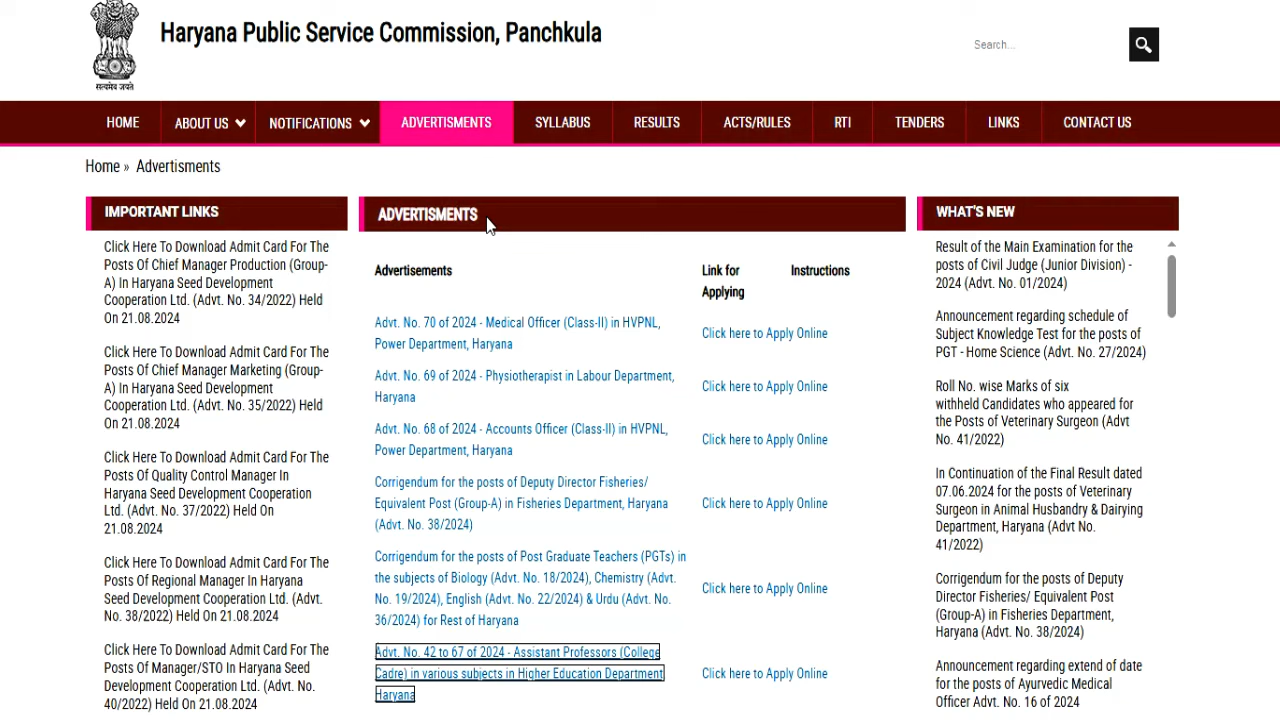 Haryana Public Service Commission, Panchkula
सत्यमेव जयते
Search...
HOME
ABOUT US
NOTIFICATIONS
ADVERTISMENTS
SYLLABUS
RESULTS
ACTS/RULES
RTI
TENDERS
LINKS
CONTACT US
Home » Advertisments
IMPORTANT LINKS
Click Here To Download Admit Card For The
Posts Of Chief Manager Production (Group-
A) In Haryana Seed Development
Cooperation Ltd. (Advt. No. 34/2022) Held
On 21.08.2024
Click Here To Download Admit Card For The
Posts Of Chief Manager Marketing (Group-
A) In Haryana Seed Development
Cooperation Ltd. (Advt. No. 35/2022) Held
On 21.08.2024
Click Here To Download Admit Card For The
Posts Of Quality Control Manager In
Haryana Seed Development Cooperation
Ltd. (Advt. No. 37/2022) Held On
21.08.2024
Click Here To Download Admit Card For The
Posts Of Regional Manager In Haryana
Seed Development Cooperation Ltd. (Advt.
No. 38/2022) Held On 21.08.2024
Click Here To Download Admit Card For The
Posts Of Manager/STO In Haryana Seed
Development Cooperation Ltd. (Advt. No.
40/2022) Held On 21.08.2024
ADVERTISMENTS
Advertisements
Link for
Applying
Instructions
Advt. No. 70 of 2024 - Medical Officer (Class-II) in HVPNL,
Power Department, Haryana
Click here to Apply Online
Advt. No. 69 of 2024 - Physiotherapist in Labour Department,
Haryana
Click here to Apply Online
Advt. No. 68 of 2024 - Accounts Officer (Class-II) in HVPNL,
Power Department, Haryana
Click here to Apply Online
Corrigendum for the posts of Deputy Director Fisheries/
Equivalent Post (Group-A) in Fisheries Department, Haryana
(Advt. No. 38/2024)
Click here to Apply Online
Corrigendum for the posts of Post Graduate Teachers (PGTs) in
the subjects of Biology (Advt. No. 18/2024), Chemistry (Advt.
No. 19/2024), English (Advt. No. 22/2024) & Urdu (Advt. No.
36/2024) for Rest of Haryana
Click here to Apply Online
Advt. No. 42 to 67 of 2024 - Assistant Professors (College
Cadre) in various subjects in Higher Education Department
Haryana
Click here to Apply Online
WHAT'S NEW
Result of the Main Examination for the
posts of Civil Judge (Junior Division) -
2024 (Advt. No. 01/2024)
Announcement regarding schedule of
Subject Knowledge Test for the posts of
PGT - Home Science (Advt. No. 27/2024)
Roll No. wise Marks of six
withheld Candidates who appeared for
the Posts of Veterinary Surgeon (Advt
No. 41/2022)
In Continuation of the Final Result dated
07.06.2024 for the posts of Veterinary
Surgeon in Animal Husbandry & Dairying
Department, Haryana (Advt No.
41/2022)
Corrigendum for the posts of Deputy
Director Fisheries/ Equivalent Post
(Group-A) in Fisheries Department,
Haryana (Advt. No. 38/2024)
Announcement regarding extend of date
for the posts of Ayurvedic Medical
Officer Advt. No. 16 of 2024